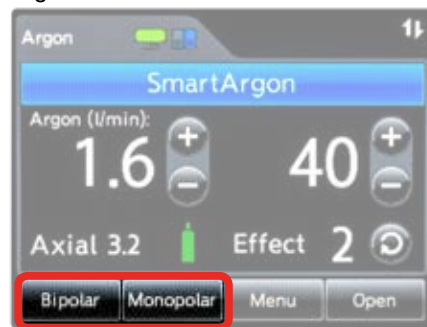 Argon
SmartArgon
Argon (l/min):
1.6 + 40 +
− −
Axial 3.2 Effect 2
Bipolar Monopolar Menu Open